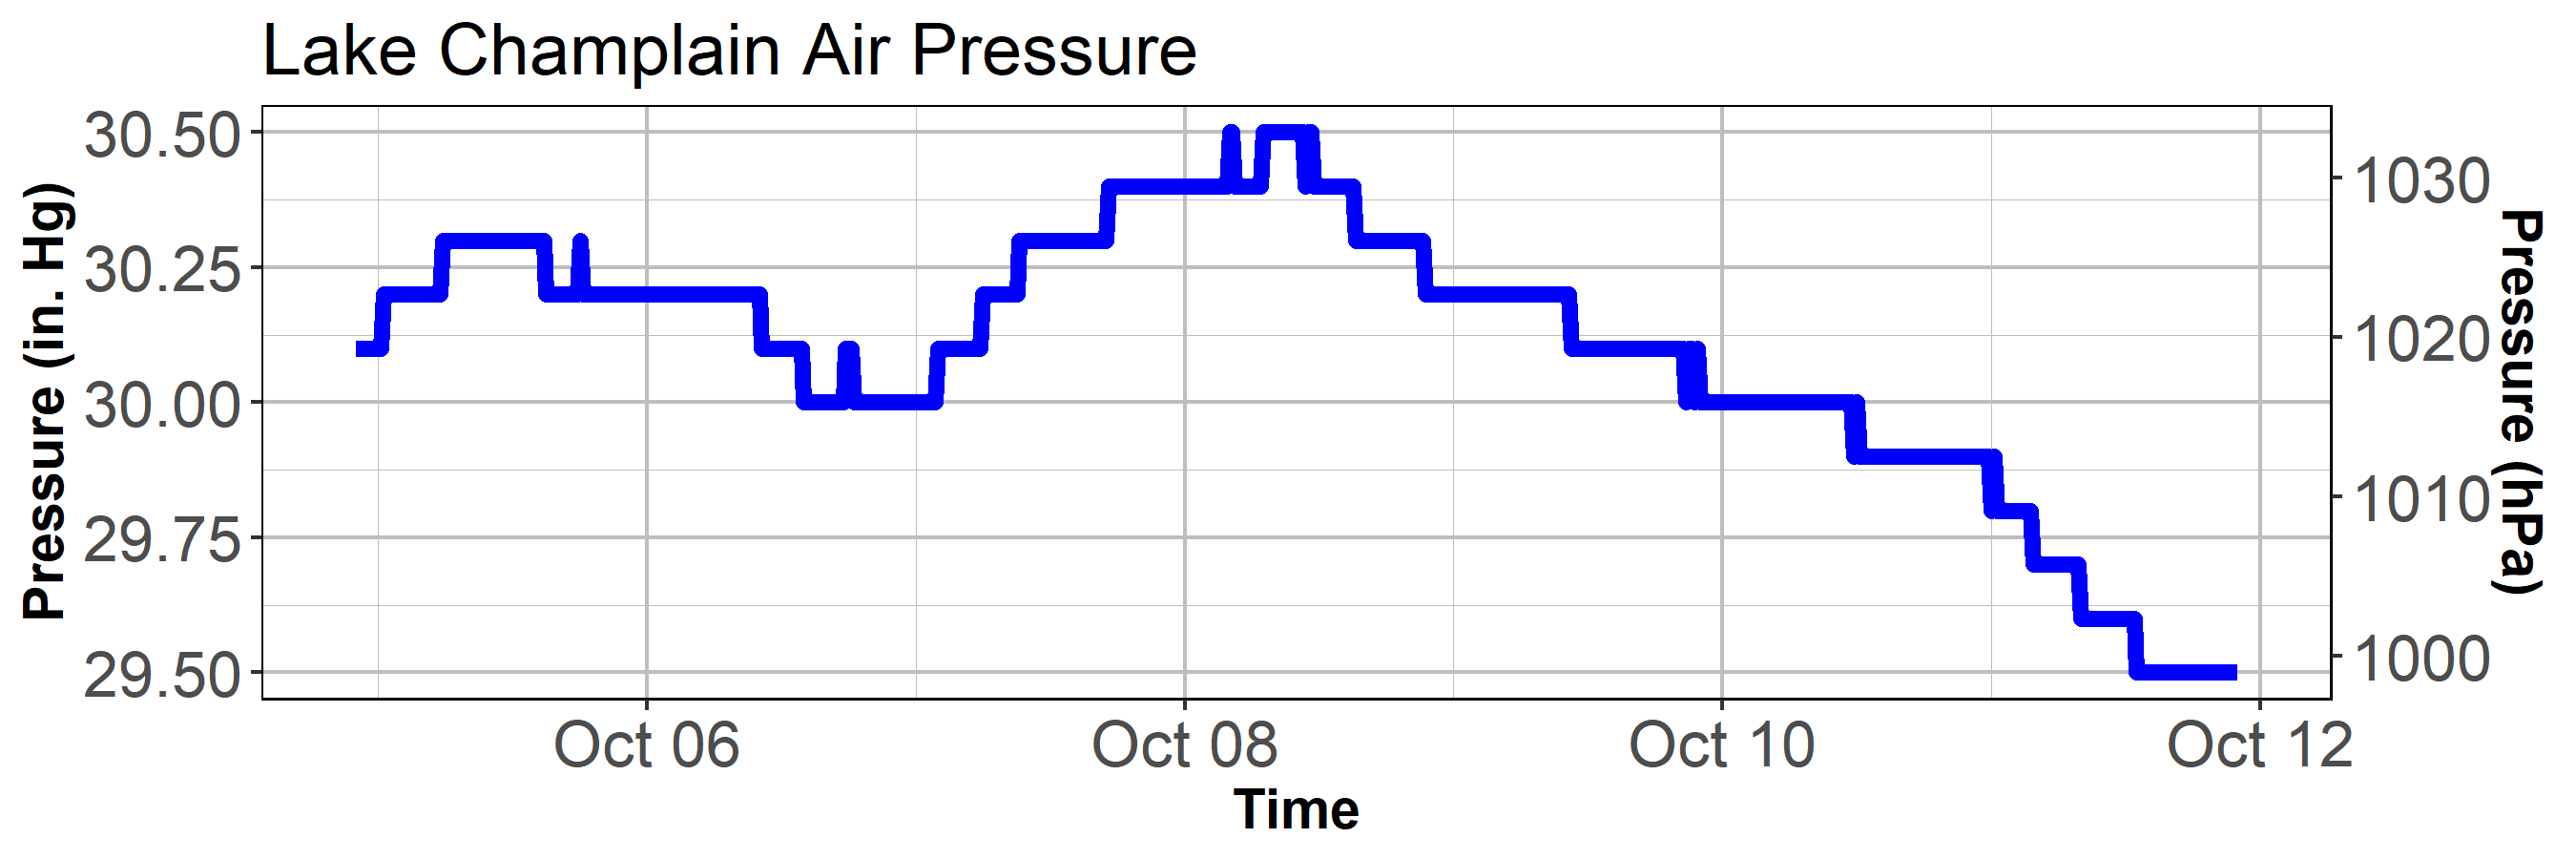 Lake Champlain Air Pressure
Pressure (in. Hg)
30.50
30.25
30.00
29.75
29.50
1030
1020
1010
1000
Pressure (hPa)
Oct 06
Oct 08
Oct 10
Oct 12
Time